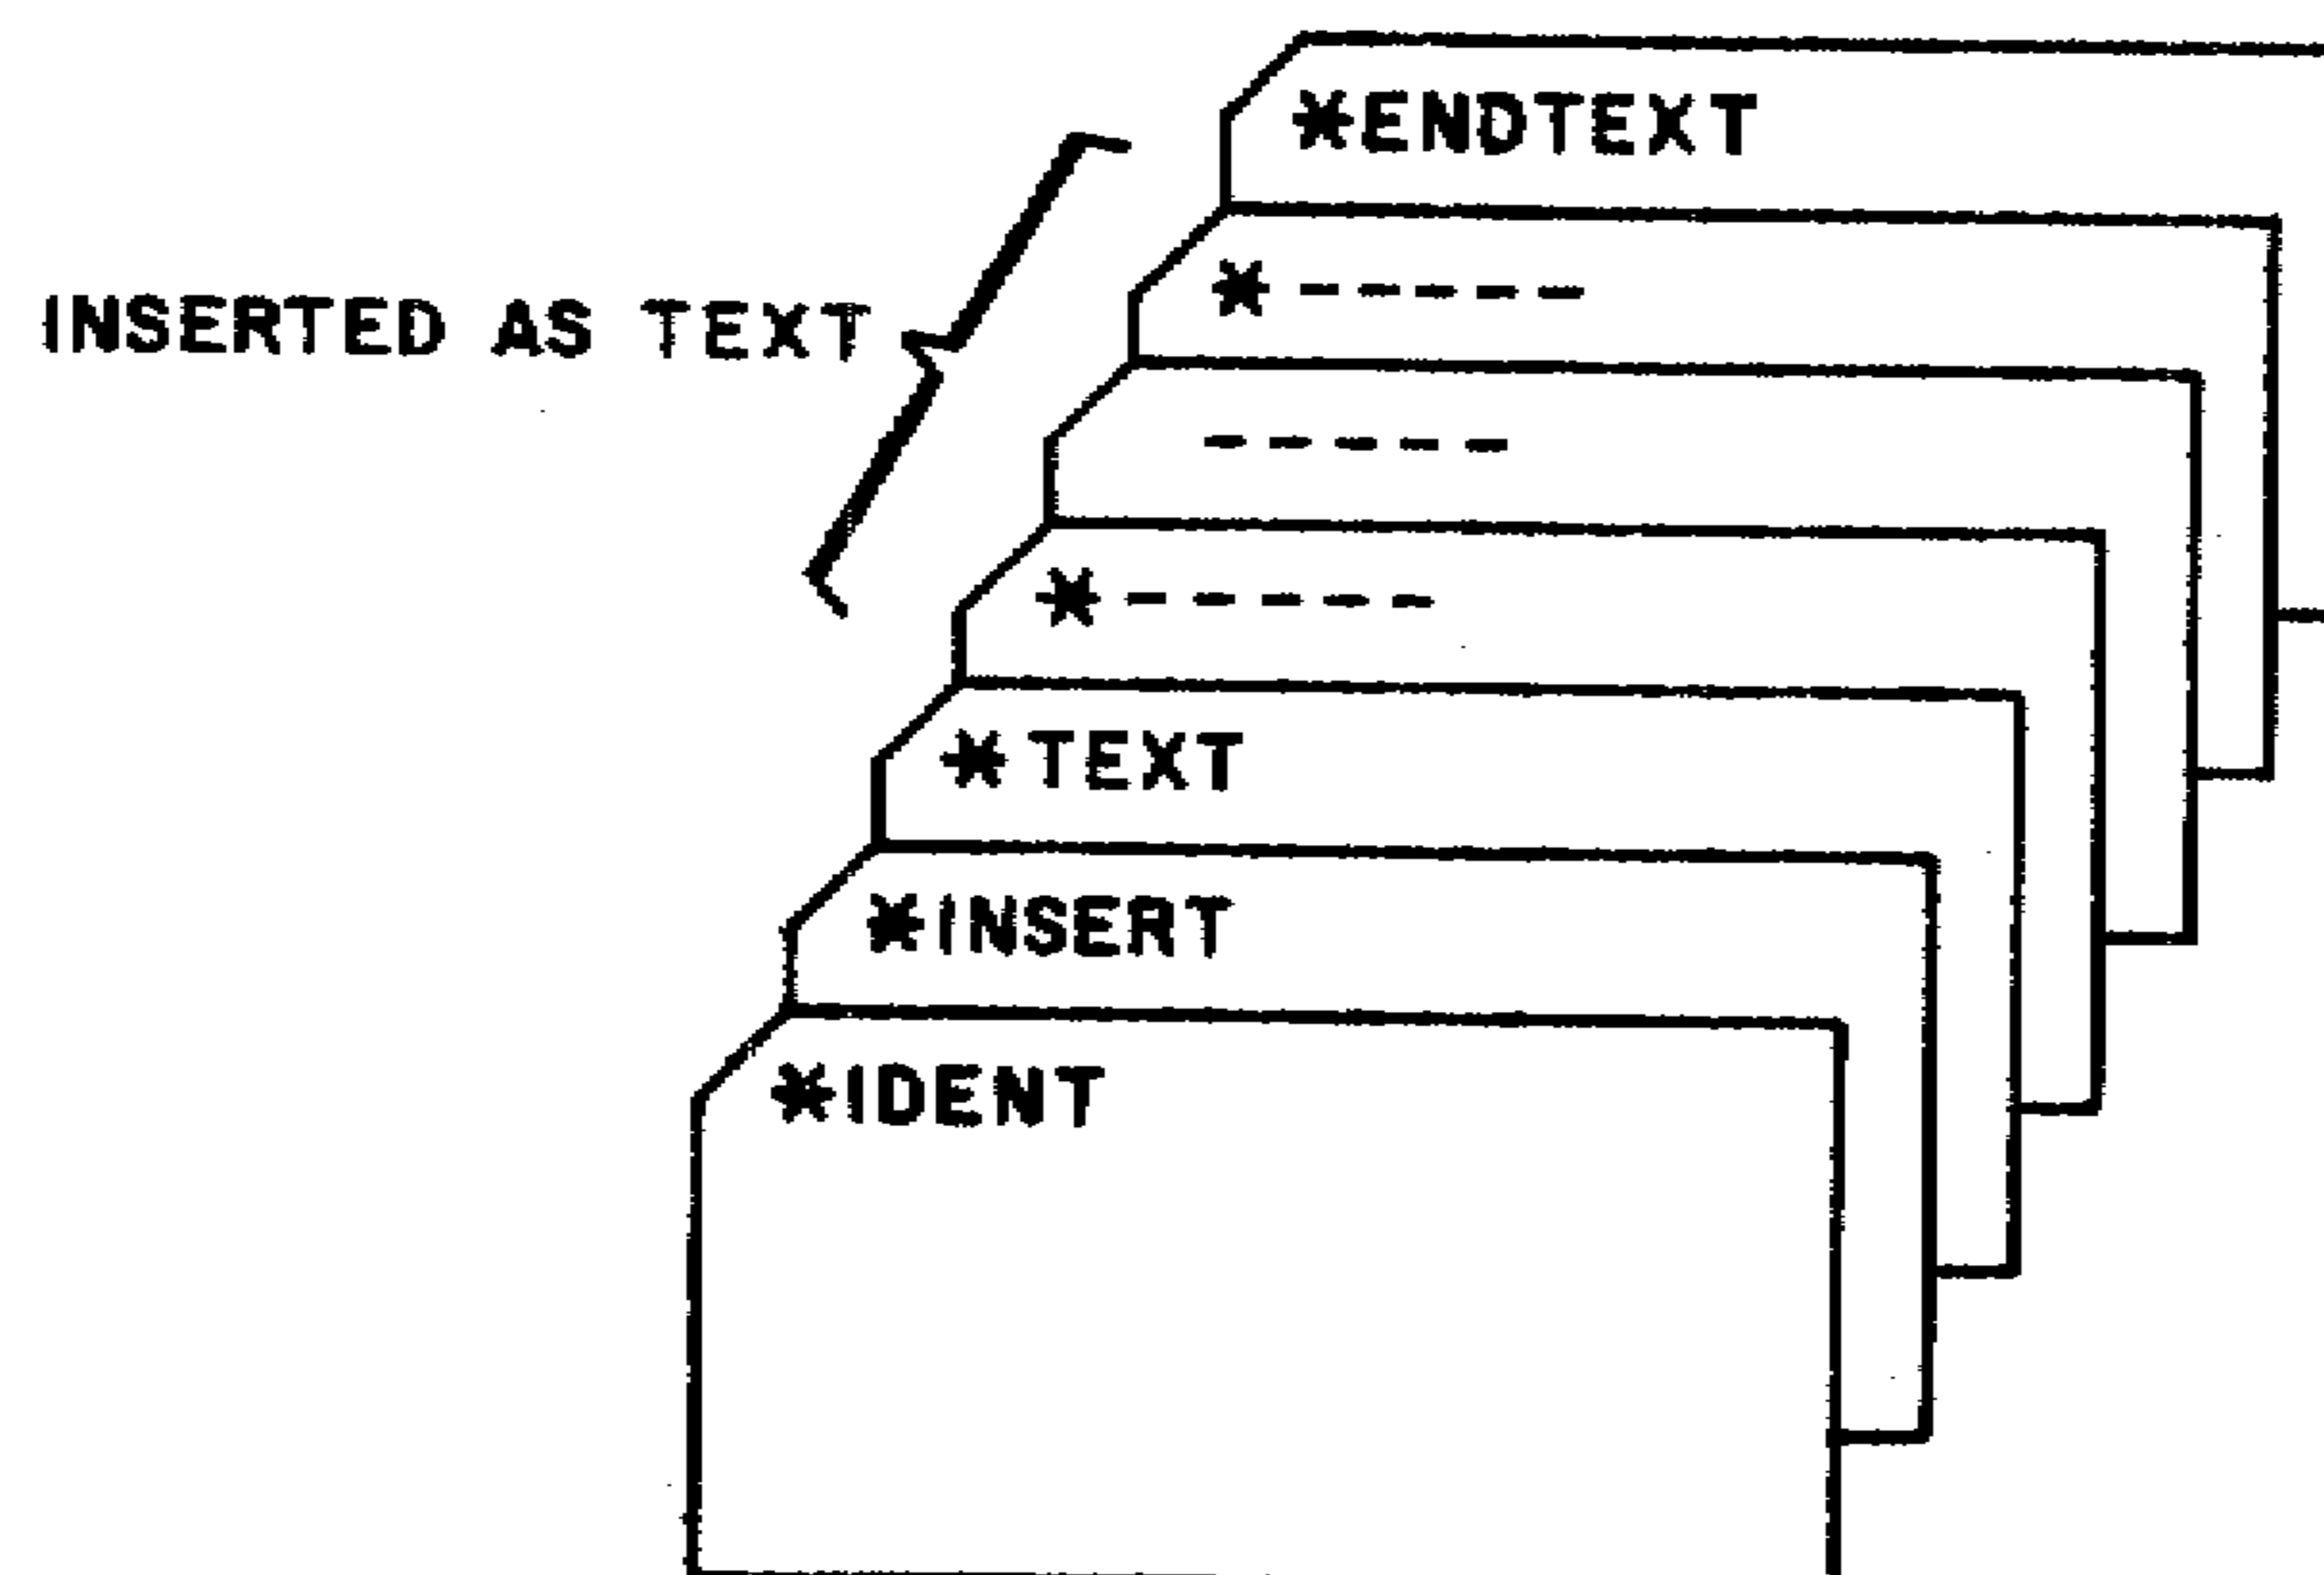 *ENDTEXT
*-----
INSERTED AS TEXT
-----
*-----
*TEXT
*INSERT
*IDENT